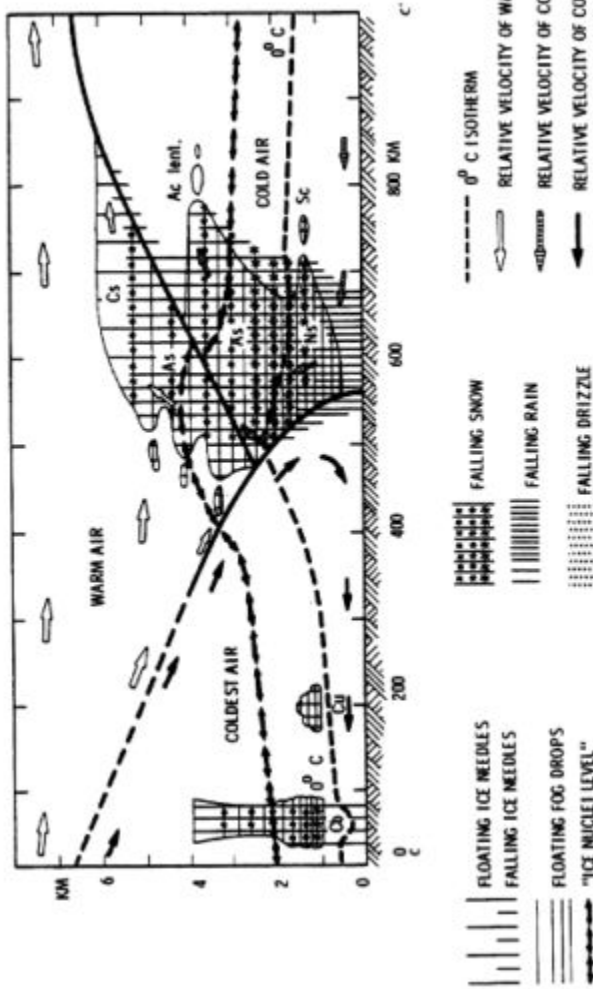 KM
6
4
2
0
C
0
200
400
600
800 KM
C'
WARM AIR
COLDEST AIR
COLD AIR
Cs
As
As
Ns
Ac lent.
Sc
Cu
Cb
0° C
0° C
FLOATING ICE NEEDLES
FALLING ICE NEEDLES
FLOATING FOG DROPS
"ICE NUCLEI LEVEL"
FALLING SNOW
FALLING RAIN
FALLING DRIZZLE
0° C ISOTHERM
RELATIVE VELOCITY OF
RELATIVE VELOCITY OF
RELATIVE VELOCITY OF